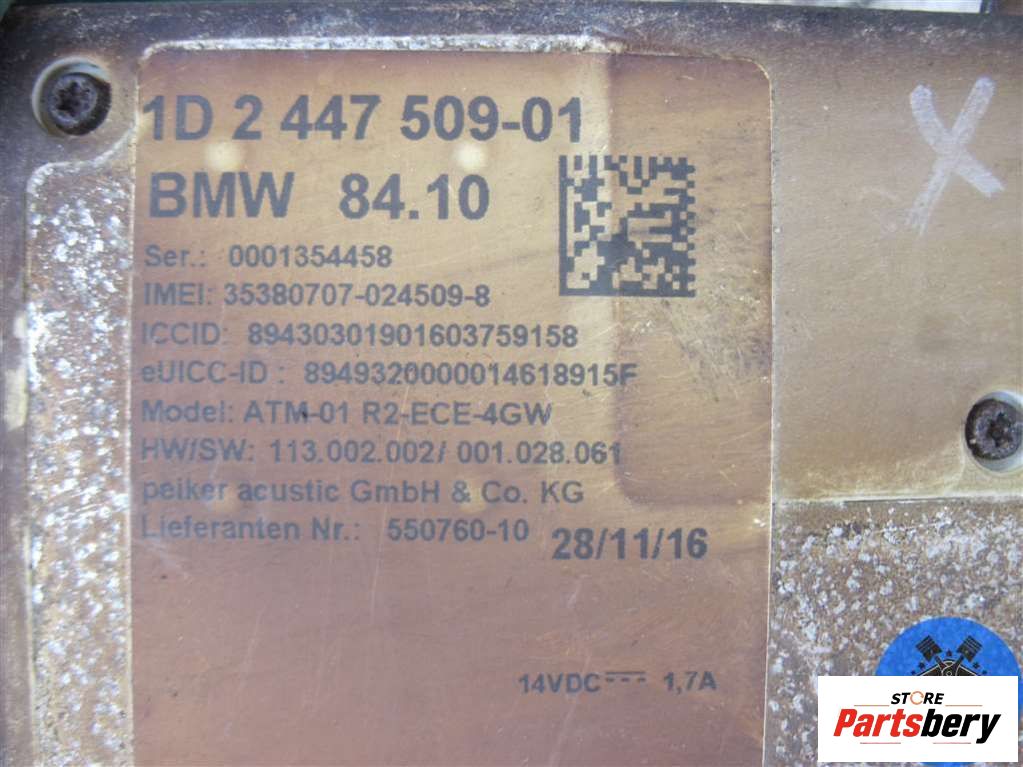 1D 2 447 509-01
BMW 84.10
Ser.: 0001354458
IMEI: 35380707-024509-8
ICCID: 89430301901603759158
eUICC-ID : 8949320000014618915F
Model: ATM-01 R2-ECE-4GW
HW/SW: 113.002.002/ 001.028.061
peiker acustic GmbH & Co. KG
Lieferanten Nr.: 550760-10
28/11/16
14VDC 1,7A
X
STORE
Partsbery